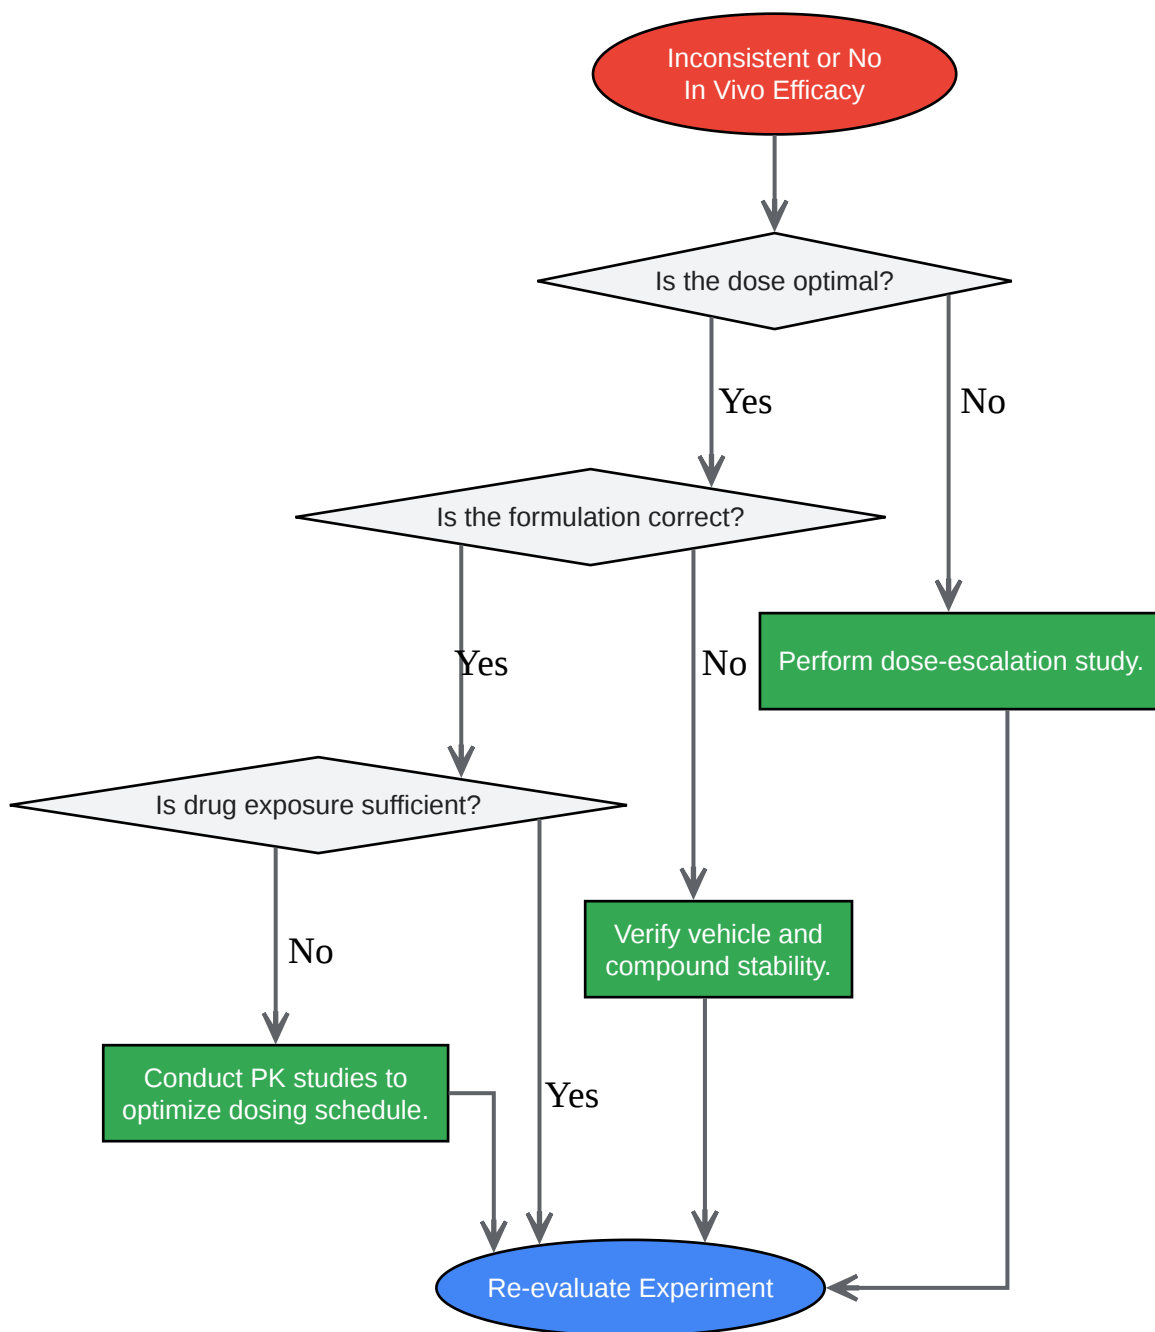 Inconsistent or No
In Vivo Efficacy
Is the dose optimal?
Yes
No
Is the formulation correct?
Yes
No
Perform dose-escalation study.
Is drug exposure sufficient?
No
Verify vehicle and
compound stability.
Conduct PK studies to
optimize dosing schedule.
Yes
Re-evaluate Experiment